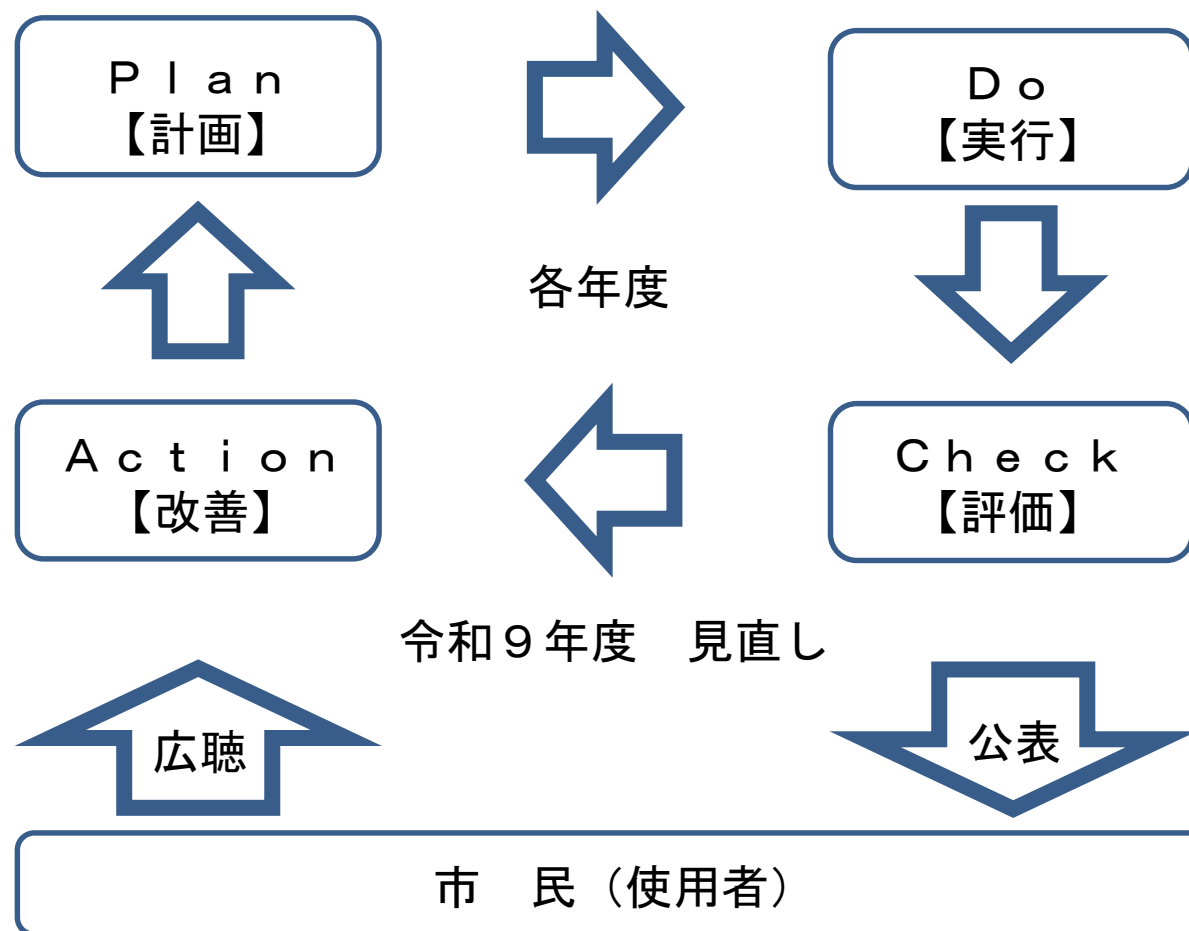 Ｐｌａｎ
【計画】
Ｄｏ
【実行】
各年度
Ａｃｔｉｏｎ
【改善】
Ｃｈｅｃｋ
【評価】
令和９年度　見直し
広聴
公表
市　民（使用者）